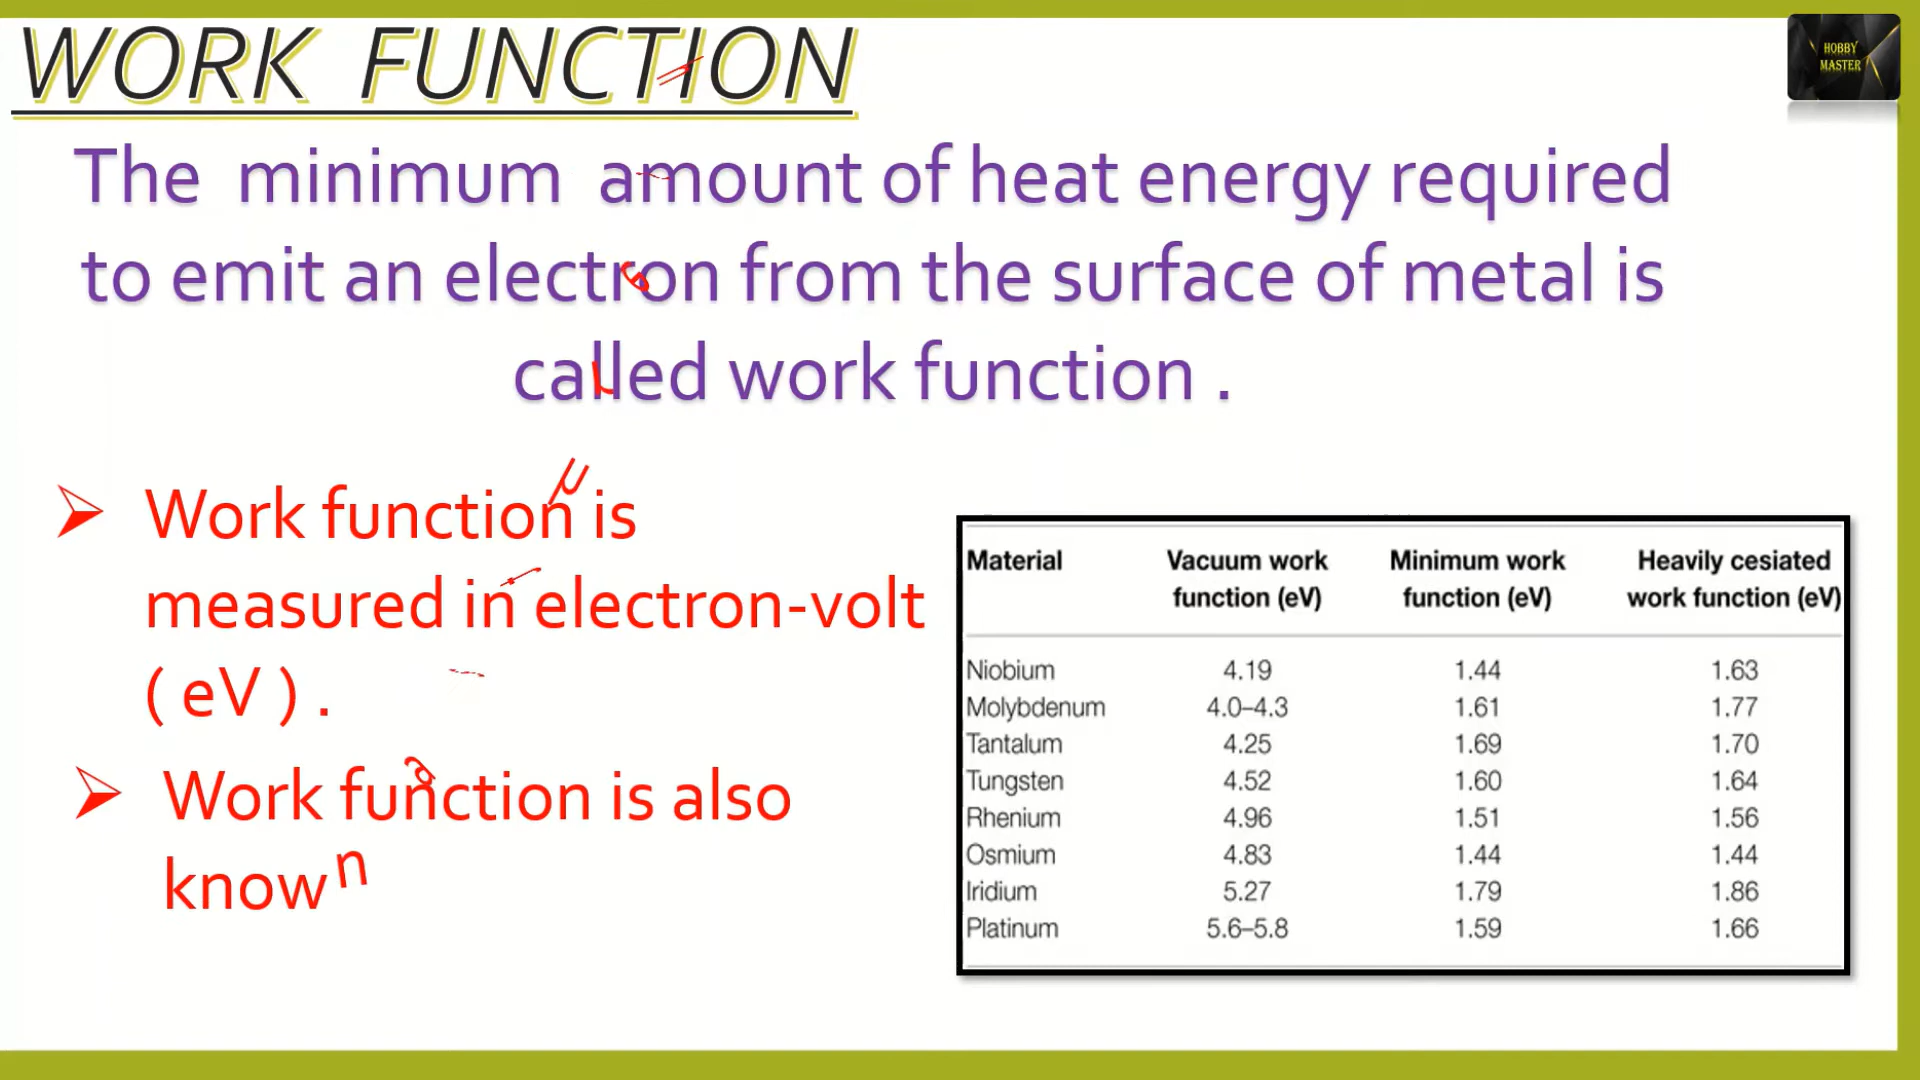 WORK FUNCTION
HOBBY
MASTER
The minimum amount of heat energy required
to emit an electron from the surface of metal is
called work function .
Work function is
measured in electron-volt
( eV ) .
Work function is also
known
Material Vacuum work function (eV) Minimum work function (eV) Heavily cesiated work function (eV)
Niobium 4.19 1.44 1.63
Molybdenum 4.0–4.3 1.61 1.77
Tantalum 4.25 1.69 1.70
Tungsten 4.52 1.60 1.64
Rhenium 4.96 1.51 1.56
Osmium 4.83 1.44 1.44
Iridium 5.27 1.79 1.86
Platinum 5.6–5.8 1.59 1.66